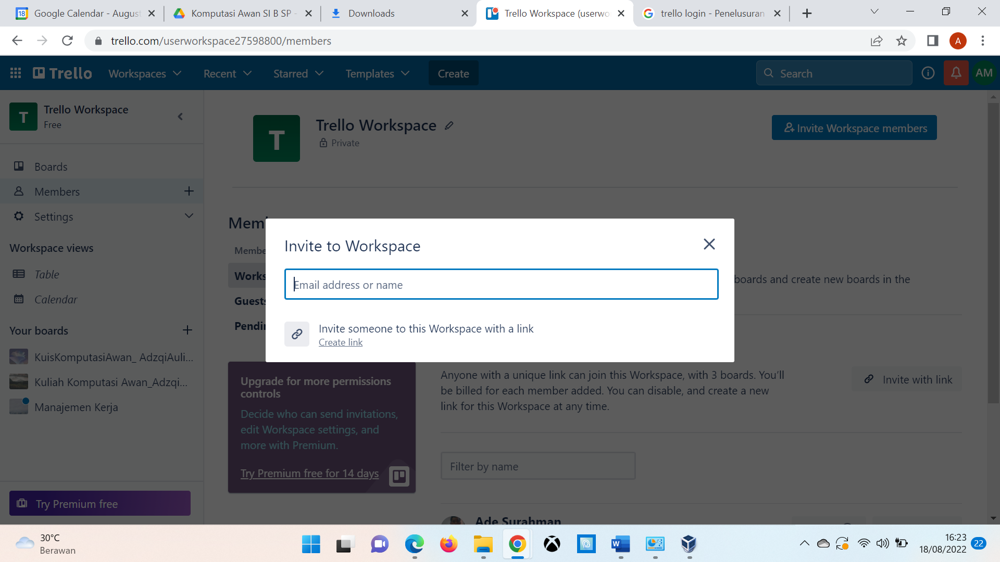 Google Calendar - August
Komputasi Awan SI B SP -
Downloads
Trello Workspace (userwo
trello login - Penelusuran
trello.com/userworkspace27598800/members
A
Trello
Workspaces
Recent
Starred
Templates
Create
Search
AM
T
Trello Workspace
Free
Boards
Members
Settings
Workspace views
Table
Calendar
Your boards
KuisKomputasiAwan_ AdzqiAuli...
Kuliah Komputasi Awan_Adzqi...
Manajemen Kerja
Try Premium free
T
Trello Workspace
Private
Invite Workspace members
Invite to Workspace
Email address or name
Invite someone to this Workspace with a link
Create link
boards and create new boards in the
Upgrade for more permissions
controls
Decide who can send invitations,
edit Workspace settings, and
more with Premium.
Try Premium free for 14 days
Anyone with a unique link can join this Workspace, with 3 boards. You'll
be billed for each member added. You can disable, and create a new
link for this Workspace at any time.
Invite with link
Filter by name
Ade Surahman
30°C
Berawan
16:23
18/08/2022
22